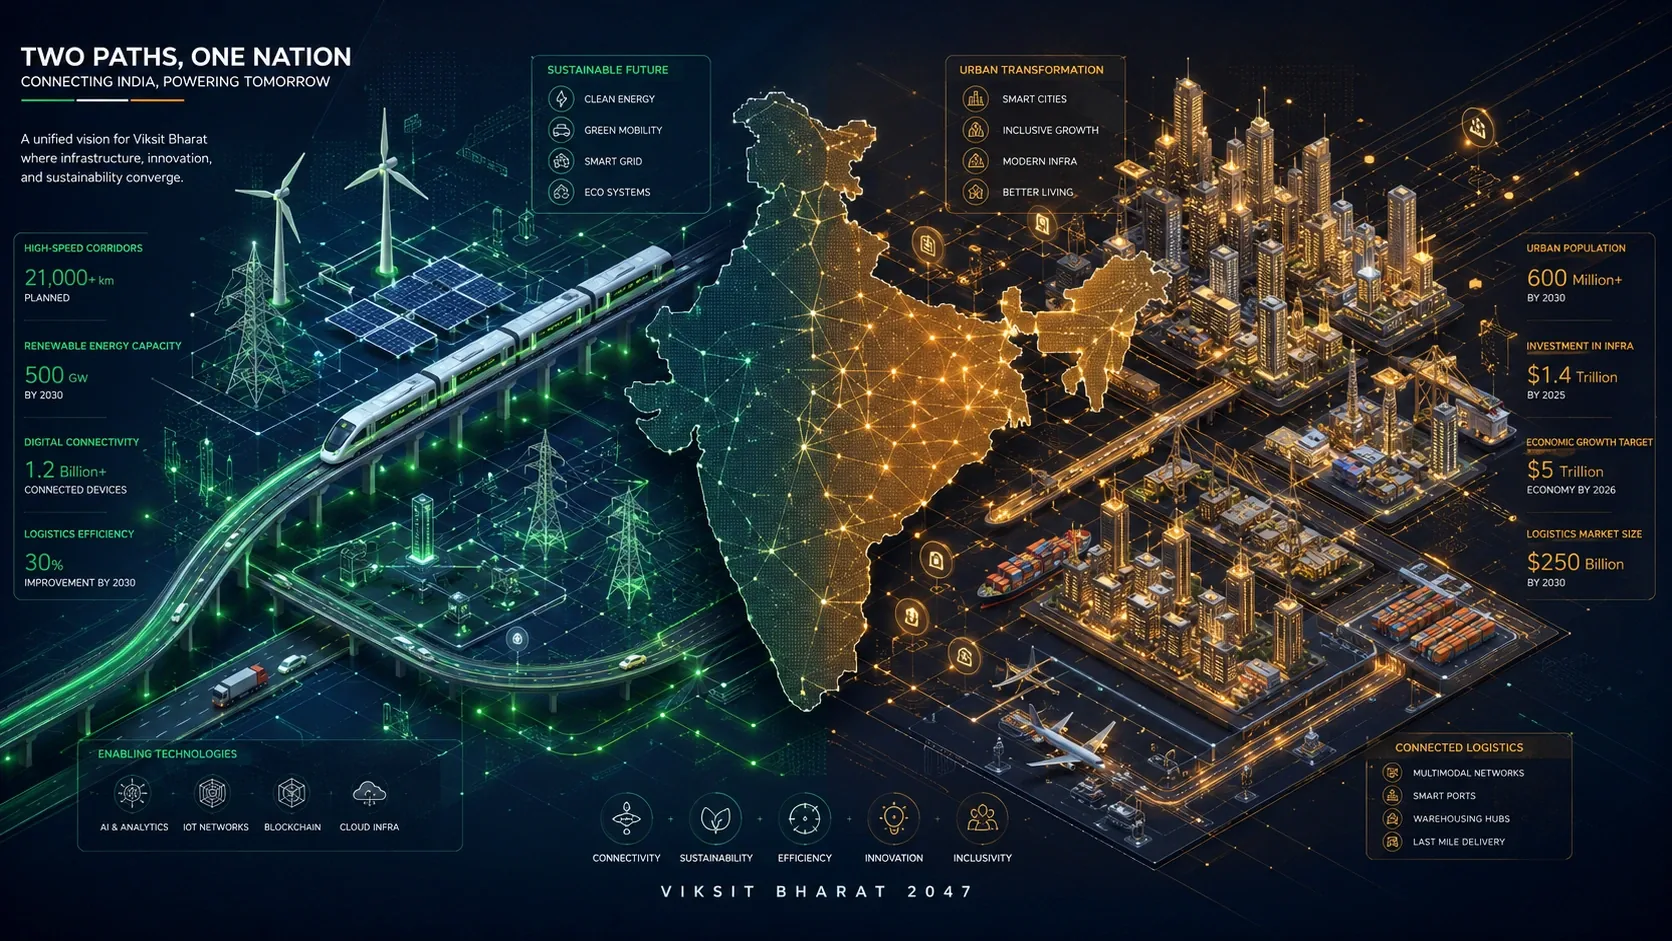 TWO PATHS, ONE NATION
CONNECTING INDIA, POWERING TOMORROW
A unified vision for Viksit Bharat
where infrastructure, innovation,
and sustainability converge.
HIGH-SPEED CORRIDORS
21,000+ km
PLANNED
RENEWABLE ENERGY CAPACITY
500 GW
BY 2030
DIGITAL CONNECTIVITY
1.2 Billion+
CONNECTED DEVICES
LOGISTICS EFFICIENCY
30%
IMPROVEMENT BY 2030
SUSTAINABLE FUTURE
CLEAN ENERGY
GREEN MOBILITY
SMART GRID
ECO SYSTEMS
URBAN TRANSFORMATION
SMART CITIES
INCLUSIVE GROWTH
MODERN INFRA
BETTER LIVING
URBAN POPULATION
600 Million+
BY 2030
INVESTMENT IN INFRA
$1.4 Trillion
BY 2025
ECONOMIC GROWTH TARGET
$5 Trillion
ECONOMY BY 2026
LOGISTICS MARKET SIZE
$250 Billion
BY 2030
ENABLING TECHNOLOGIES
AI & ANALYTICS
IOT NETWORKS
BLOCKCHAIN
CLOUD INFRA
CONNECTIVITY
SUSTAINABILITY
EFFICIENCY
INNOVATION
INCLUSIVITY
VIKSIT BHARAT 2047
CONNECTED LOGISTICS
MULTIMODAL NETWORKS
SMART PORTS
WAREHOUSING HUBS
LAST MILE DELIVERY